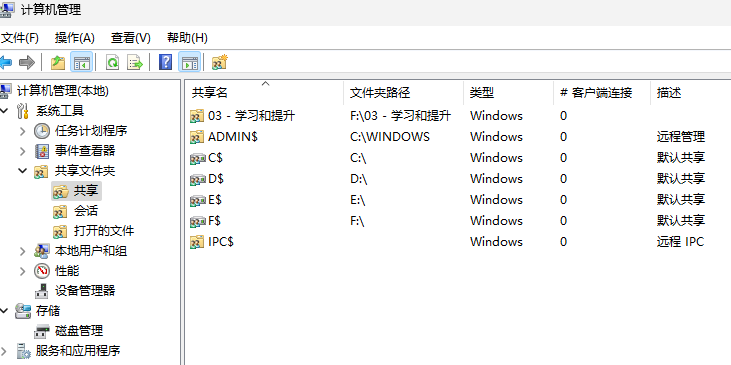 计算机管理
文件(F) 操作(A) 查看(V) 帮助(H)
计算机管理(本地)
系统工具
任务计划程序
事件查看器
共享文件夹
共享
会话
打开的文件
本地用户和组
性能
设备管理器
存储
磁盘管理
服务和应用程序
共享名 文件夹路径 类型 # 客户端连接 描述
03 - 学习和提升 F:\03 - 学习和提升 Windows 0
ADMIN$ C:\WINDOWS Windows 0 远程管理
C$ C:\ Windows 0 默认共享
D$ D:\ Windows 0 默认共享
E$ E:\ Windows 0 默认共享
F$ F:\ Windows 0 默认共享
IPC$ Windows 0 远程 IPC